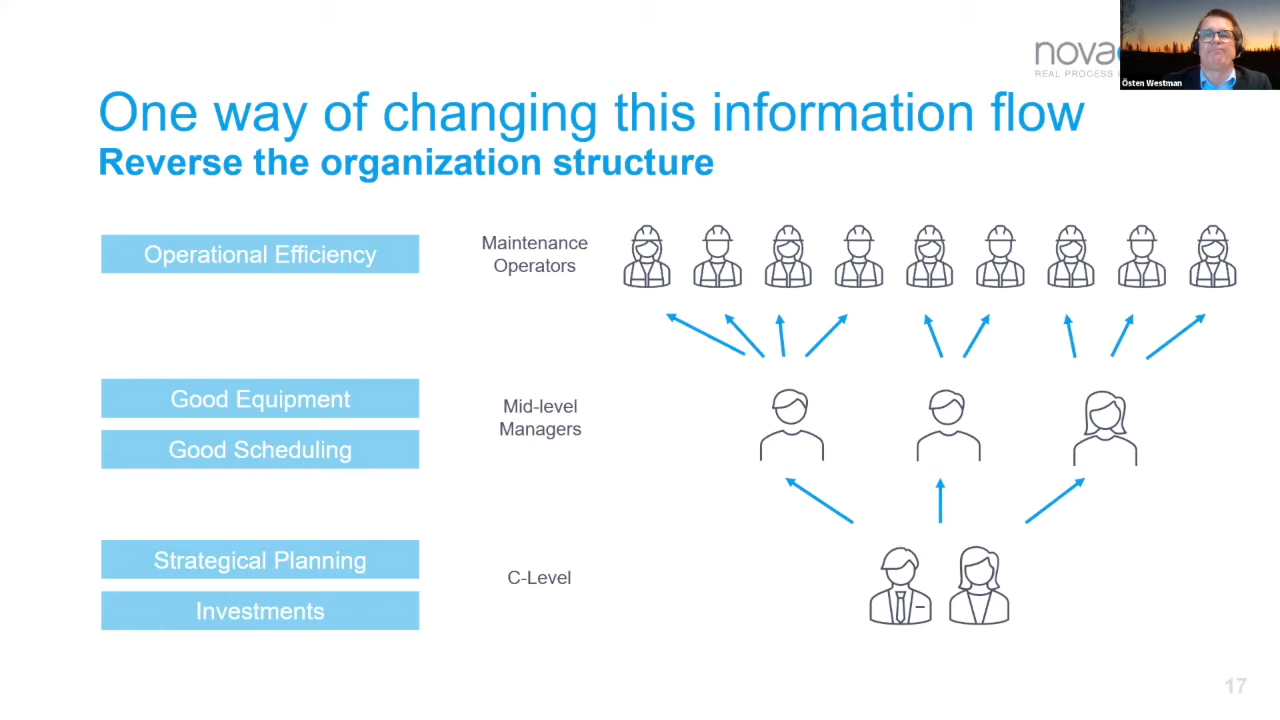 nova
REAL PROCESS
Östen Westman
One way of changing this information flow
Reverse the organization structure
Operational Efficiency
Maintenance
Operators
Good Equipment
Good Scheduling
Mid-level
Managers
Strategical Planning
Investments
C-Level
17